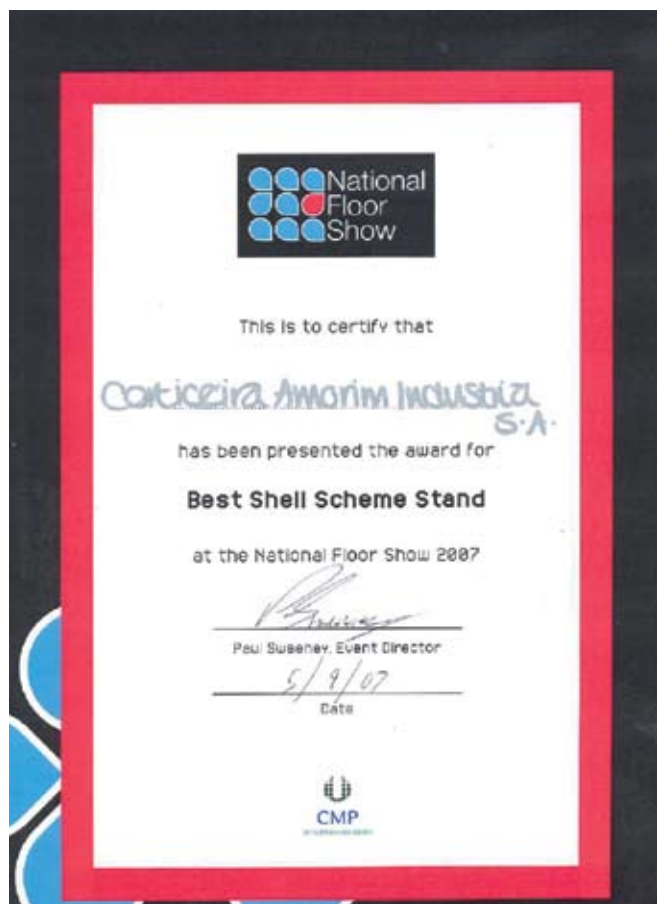 National
Floor
Show
This is to certify that
Corticeira Amorim Industria
S.A.
has been presented the award for
Best Shell Scheme Stand
at the National Floor Show 2007
Paul Sweeney, Event Director
5/9/07
Date
CMP